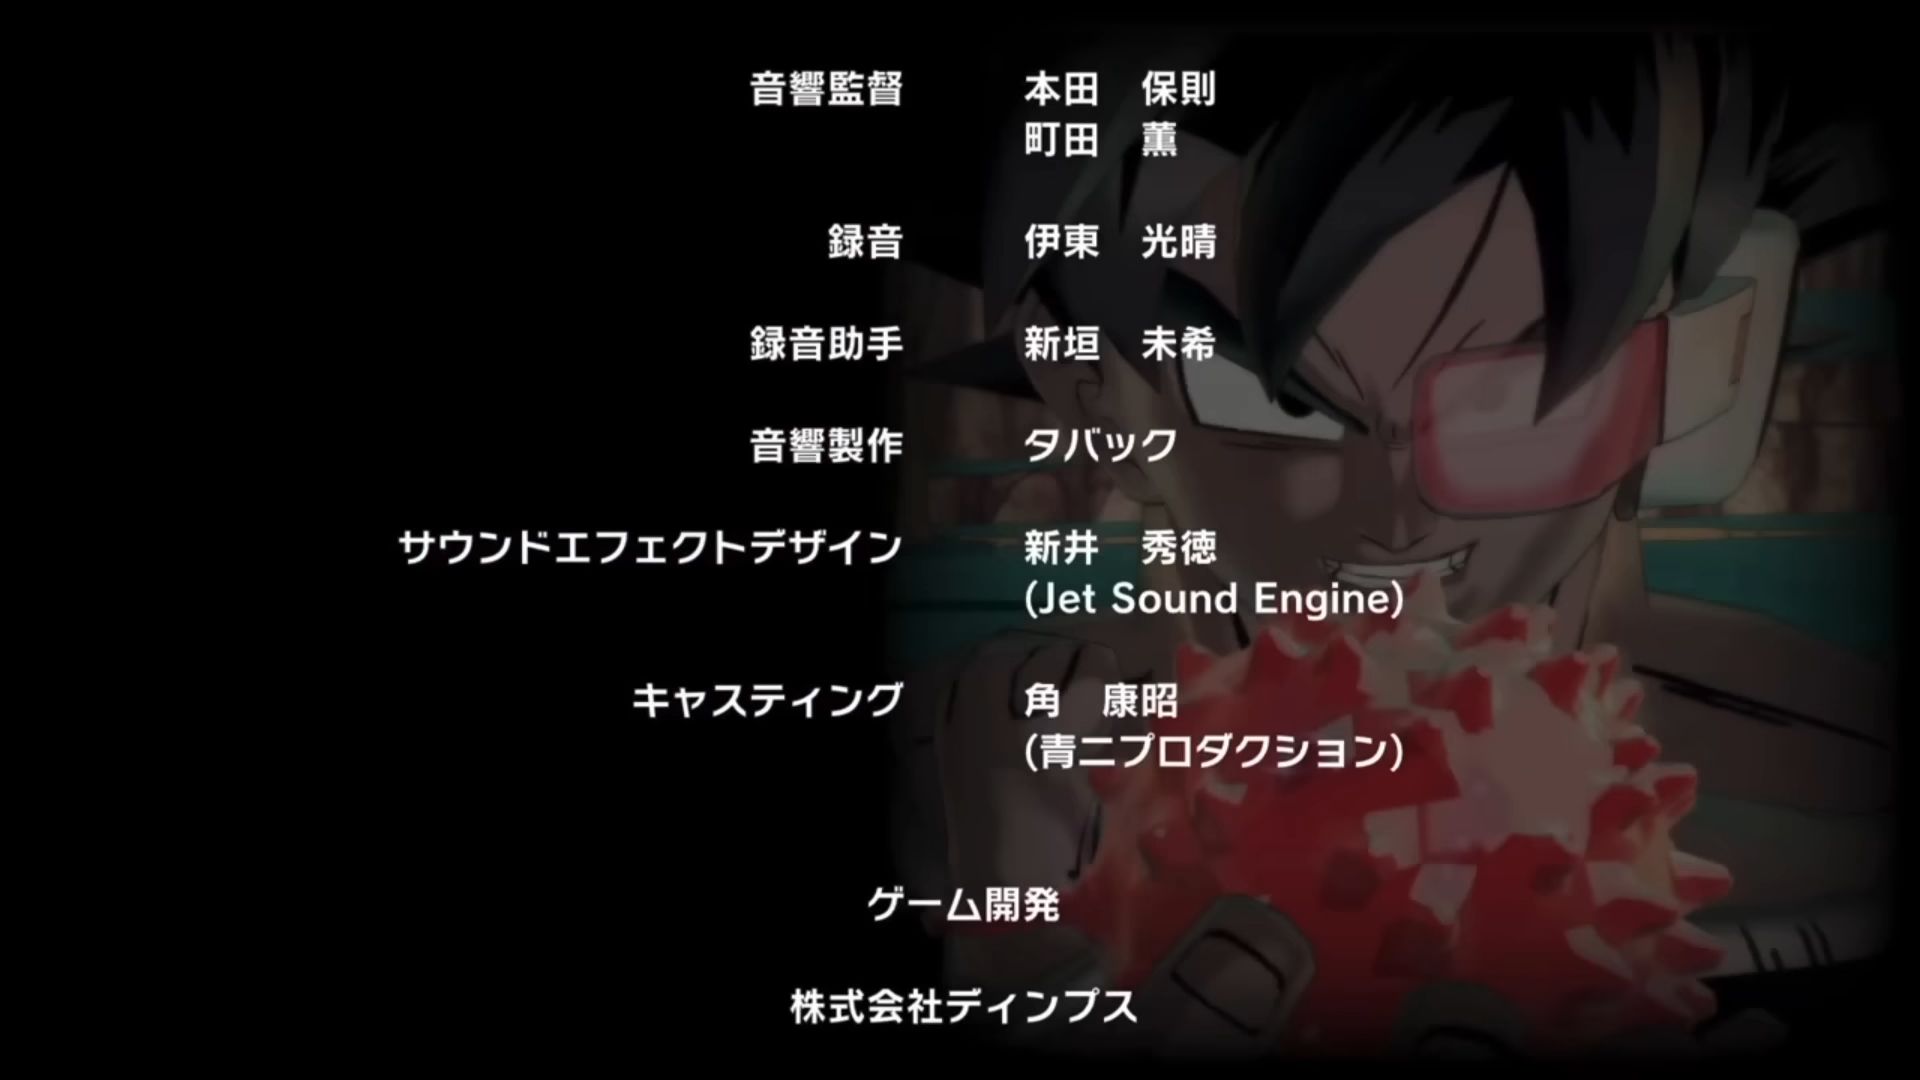 音響監督 本田 保則
町田 薫
録音 伊東 光晴
録音助手 新垣 未希
音響製作 タバック
サウンドエフェクトデザイン 新井 秀徳
(Jet Sound Engine)
キャスティング 角 康昭
(青二プロダクション)
ゲーム開発
株式会社ディンプス